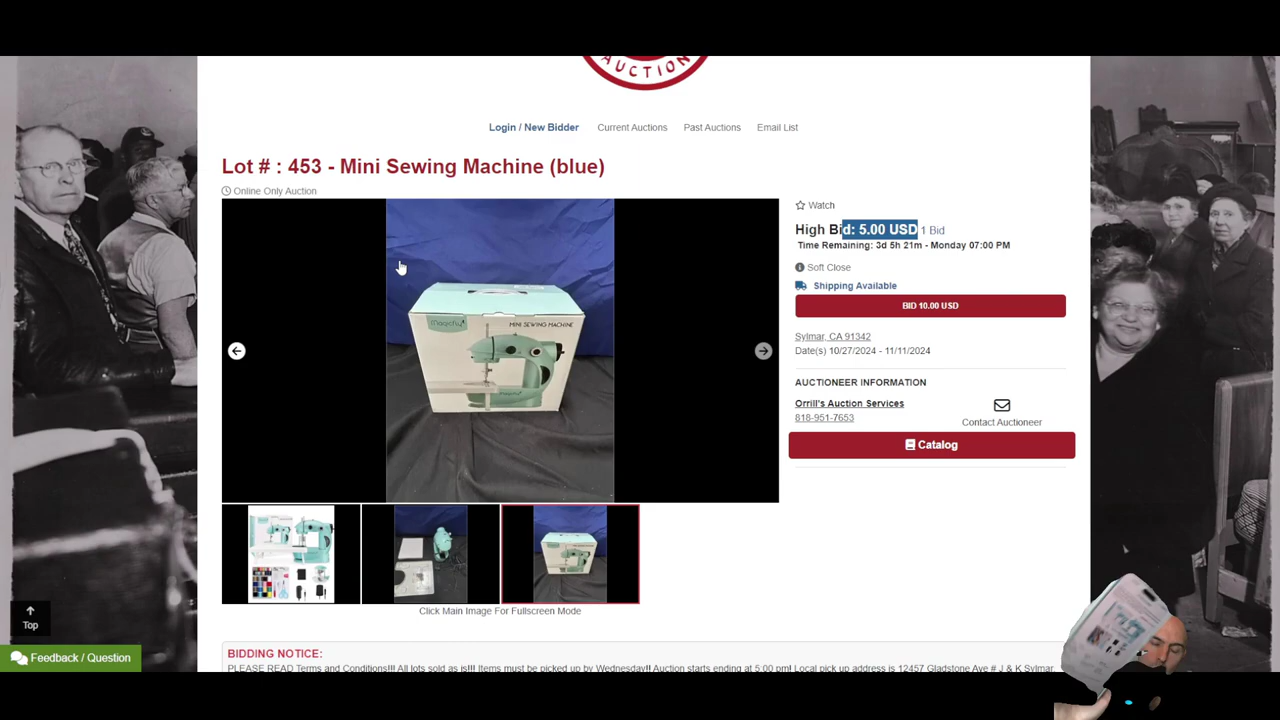 AUCTION
Login / New Bidder Current Auctions Past Auctions Email List
Lot # : 453 - Mini Sewing Machine (blue)
Online Only Auction
Watch
High Bid: 5.00 USD 1 Bid
Time Remaining: 3d 5h 21m - Monday 07:00 PM
Soft Close
Shipping Available
BID 10.00 USD
Sylmar, CA 91342
Date(s) 10/27/2024 - 11/11/2024
AUCTIONEER INFORMATION
Orrill's Auction Services
818-951-7653
Contact Auctioneer
Catalog
Magicfly
MINI SEWING MACHINE
Click Main Image For Fullscreen Mode
Top
Feedback / Question
BIDDING NOTICE:
PLEASE READ Terms and Conditions!!! All lots sold as is!!! Items must be picked up by Wednesday!! Auction starts ending at 5:00 pm! Local pick up address is 12457 Gladstone Ave # J & K Sylmar,